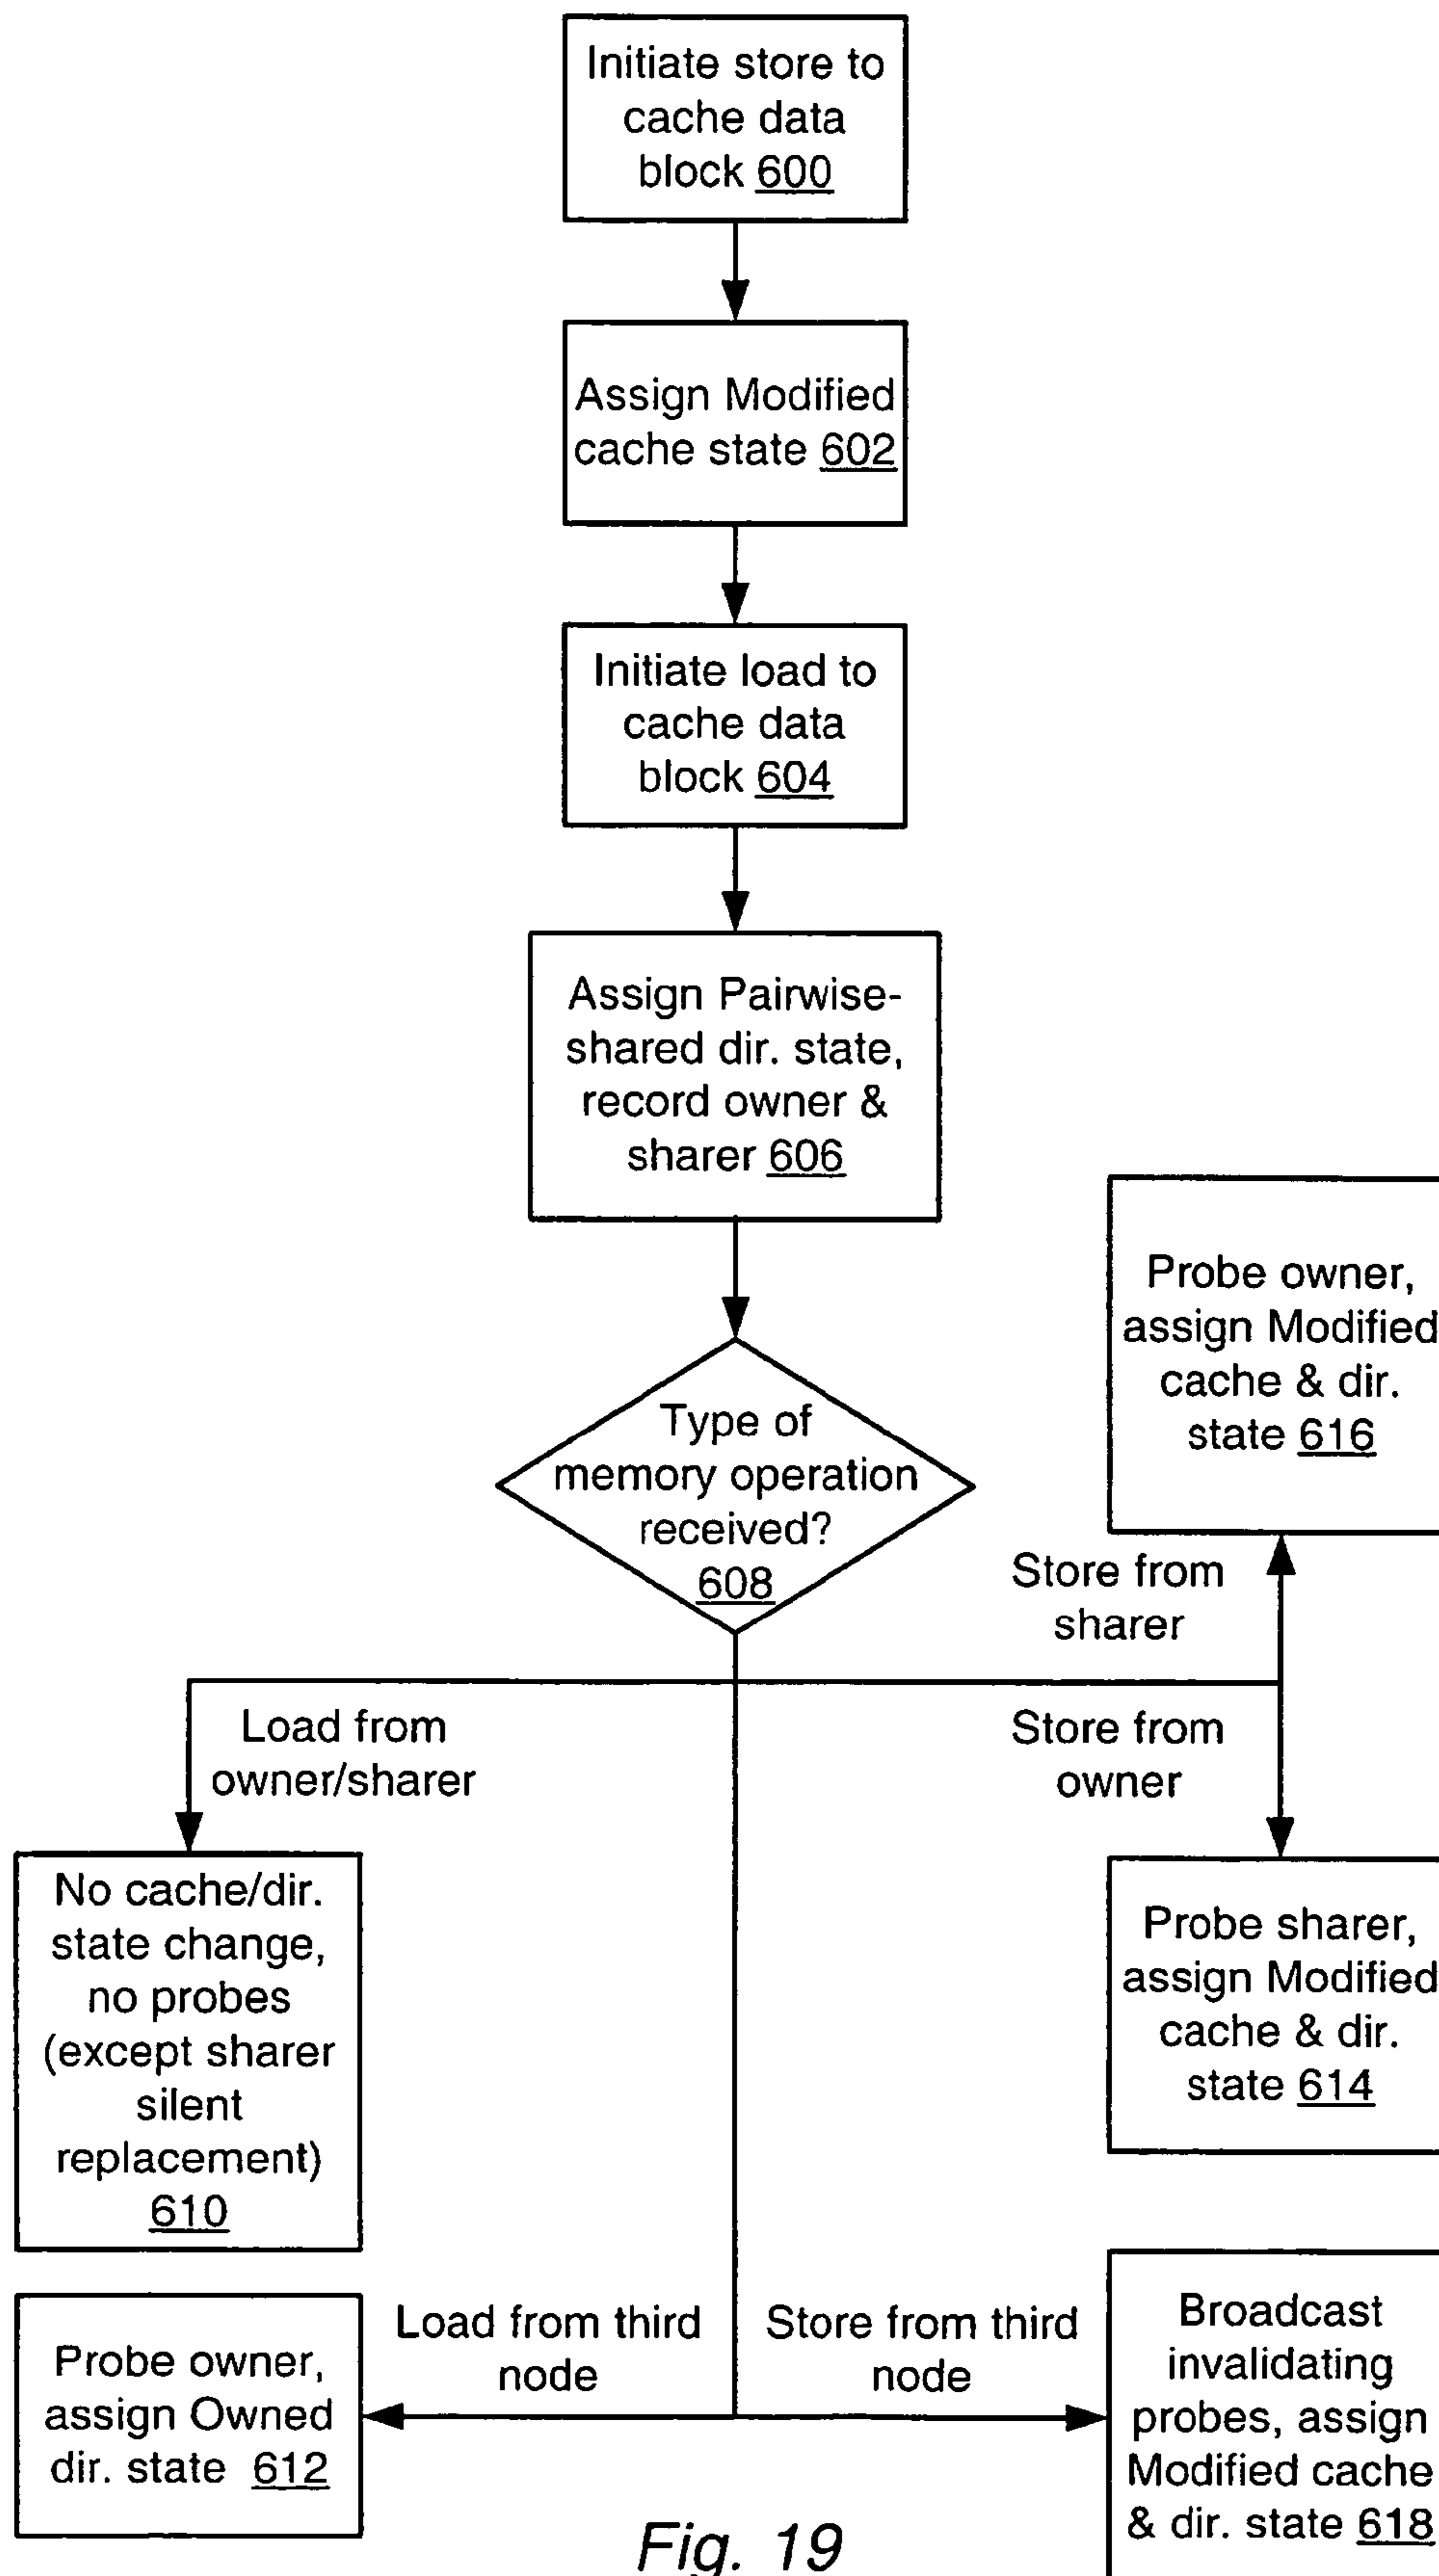 Initiate store to
cache data
block 600
Assign Modified
cache state 602
Initiate load to
cache data
block 604
Assign Pairwise-
shared dir. state,
record owner &
sharer 606
Type of
memory operation
received?
608
Store from
sharer
Probe owner,
assign Modified
cache & dir.
state 616
Load from
owner/sharer
Store from
owner
No cache/dir.
state change,
no probes
(except sharer
silent
replacement)
610
Probe sharer,
assign Modified
cache & dir.
state 614
Load from third
node
Store from third
node
Probe owner,
assign Owned
dir. state 612
Broadcast
invalidating
probes, assign
Modified cache
& dir. state 618
Fig. 19